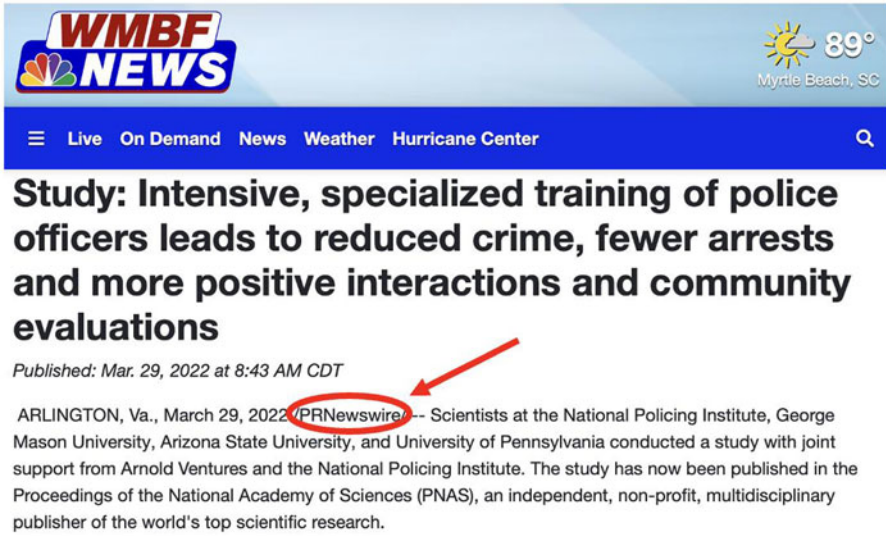 WMBF
NEWS
89°
Myrtle Beach, SC
Live On Demand News Weather Hurricane Center
Study: Intensive, specialized training of police
officers leads to reduced crime, fewer arrests
and more positive interactions and community
evaluations
Published: Mar. 29, 2022 at 8:43 AM CDT
ARLINGTON, Va., March 29, 2022 /PRNewswire/ -- Scientists at the National Policing Institute, George
Mason University, Arizona State University, and University of Pennsylvania conducted a study with joint
support from Arnold Ventures and the National Policing Institute. The study has now been published in the
Proceedings of the National Academy of Sciences (PNAS), an independent, non-profit, multidisciplinary
publisher of the world's top scientific research.